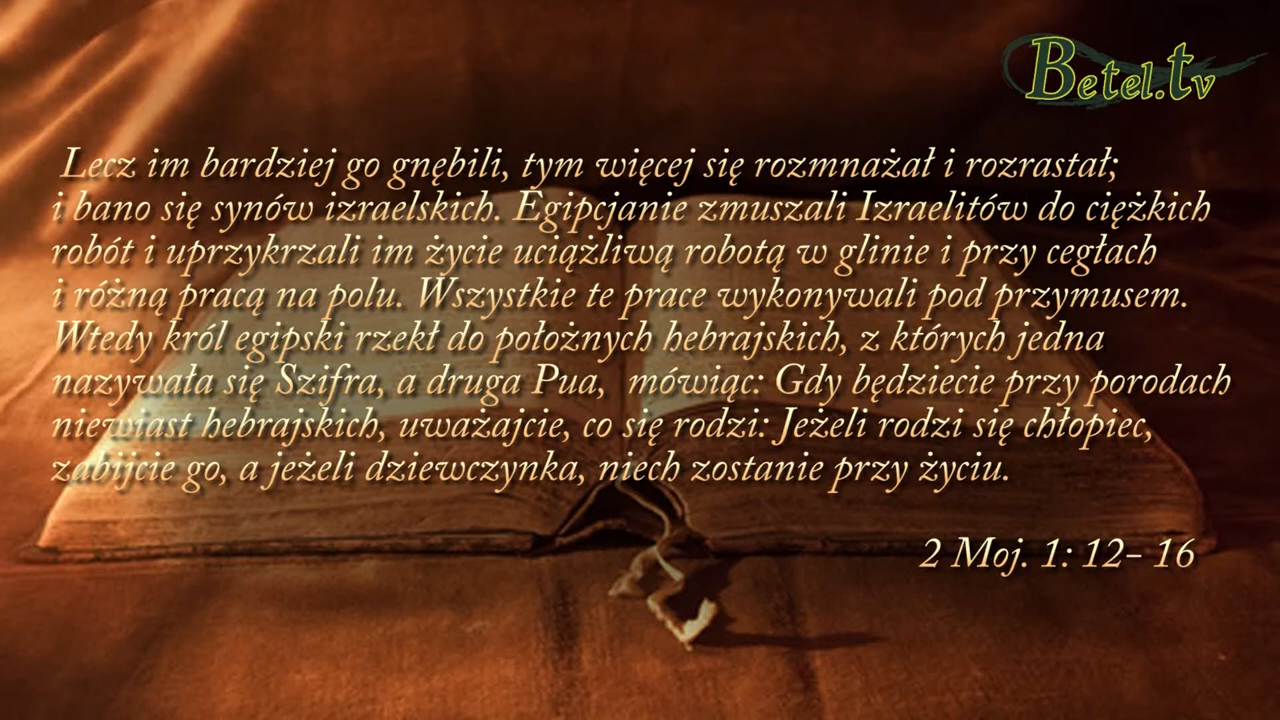 Betel.tv
Lecz im bardziej go gnębili, tym więcej się rozmnażał i rozrastał;
i bano się synów izraelskich. Egipcjanie zmuszali Izraelitów do ciężkich
robót i uprzykrzali im życie uciążliwą robotą w glinie i przy cegłach
i różną pracą na polu. Wszystkie te prace wykonywali pod przymusem.
Wtedy król egipski rzekł do położnych hebrajskich, z których jedna
nazywała się Szifra, a druga Pua, mówiąc: Gdy będziecie przy porodach
niewiast hebrajskich, uważajcie, co się rodzi: Jeżeli rodzi się chłopiec,
zabijcie go, a jeżeli dziewczynka, niech zostanie przy życiu.
2 Moj. 1: 12- 16